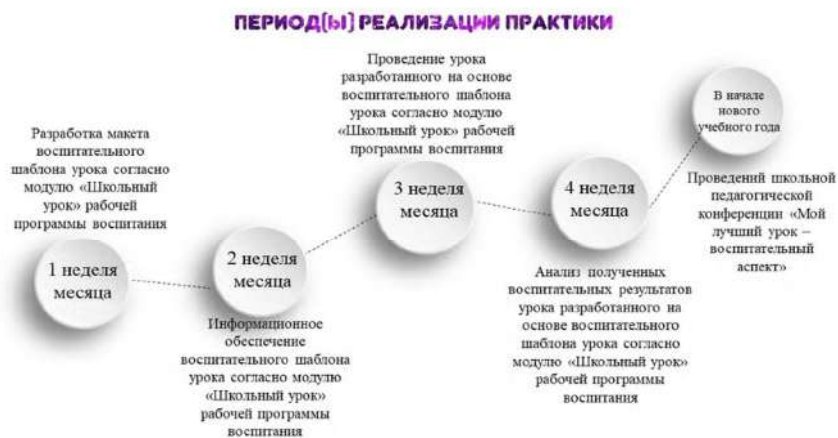 ПЕРИОД(Ы) РЕАЛИЗАЦИИ ПРАКТИКИ
Разработка макета
воспитательного
шаблона урока согласно
модулю «Школьный
урок» рабочей
программы воспитания
1 неделя
месяца
2 неделя
месяца
Информационное
обеспечение
воспитательного шаблона
урока согласно модулю
«Школьный урок»
рабочей программы
воспитания
Проведение урока
разработанного на основе
воспитательного шаблона
урока согласно модулю
«Школьный урок» рабочей
программы воспитания
3 неделя
месяца
4 неделя
месяца
Анализ полученных
воспитательных результатов
урока разработанного на
основе воспитательного
шаблона урока согласно
модулю «Школьный урок»
рабочей программы
воспитания
В начале
нового
учебного года
Проведений школьной
педагогической
конференции «Мой
лучший урок –
воспитательный
аспект»